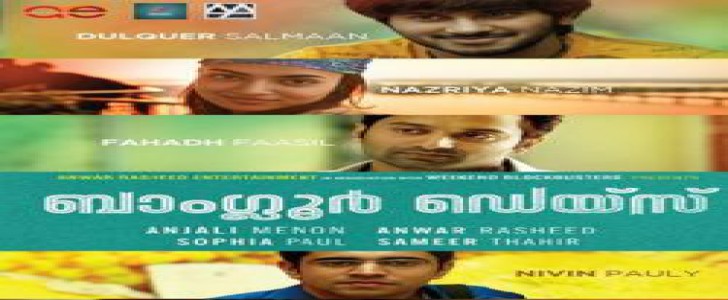 DULQUER SALMAAN
NAZRIYA NAZIM
FAHADH FAASIL
ANWAR RASHEED ENTERTAINMENT IN ASSOCIATION WITH WEEKEND BLOCKBUSTERS PRESENTS
ബാംഗ്ലൂർ ഡെയ്സ്
ANJALI MENON ANWAR RASHEED
SOPHIA PAUL SAMEER THAHIR
NIVIN PAULY